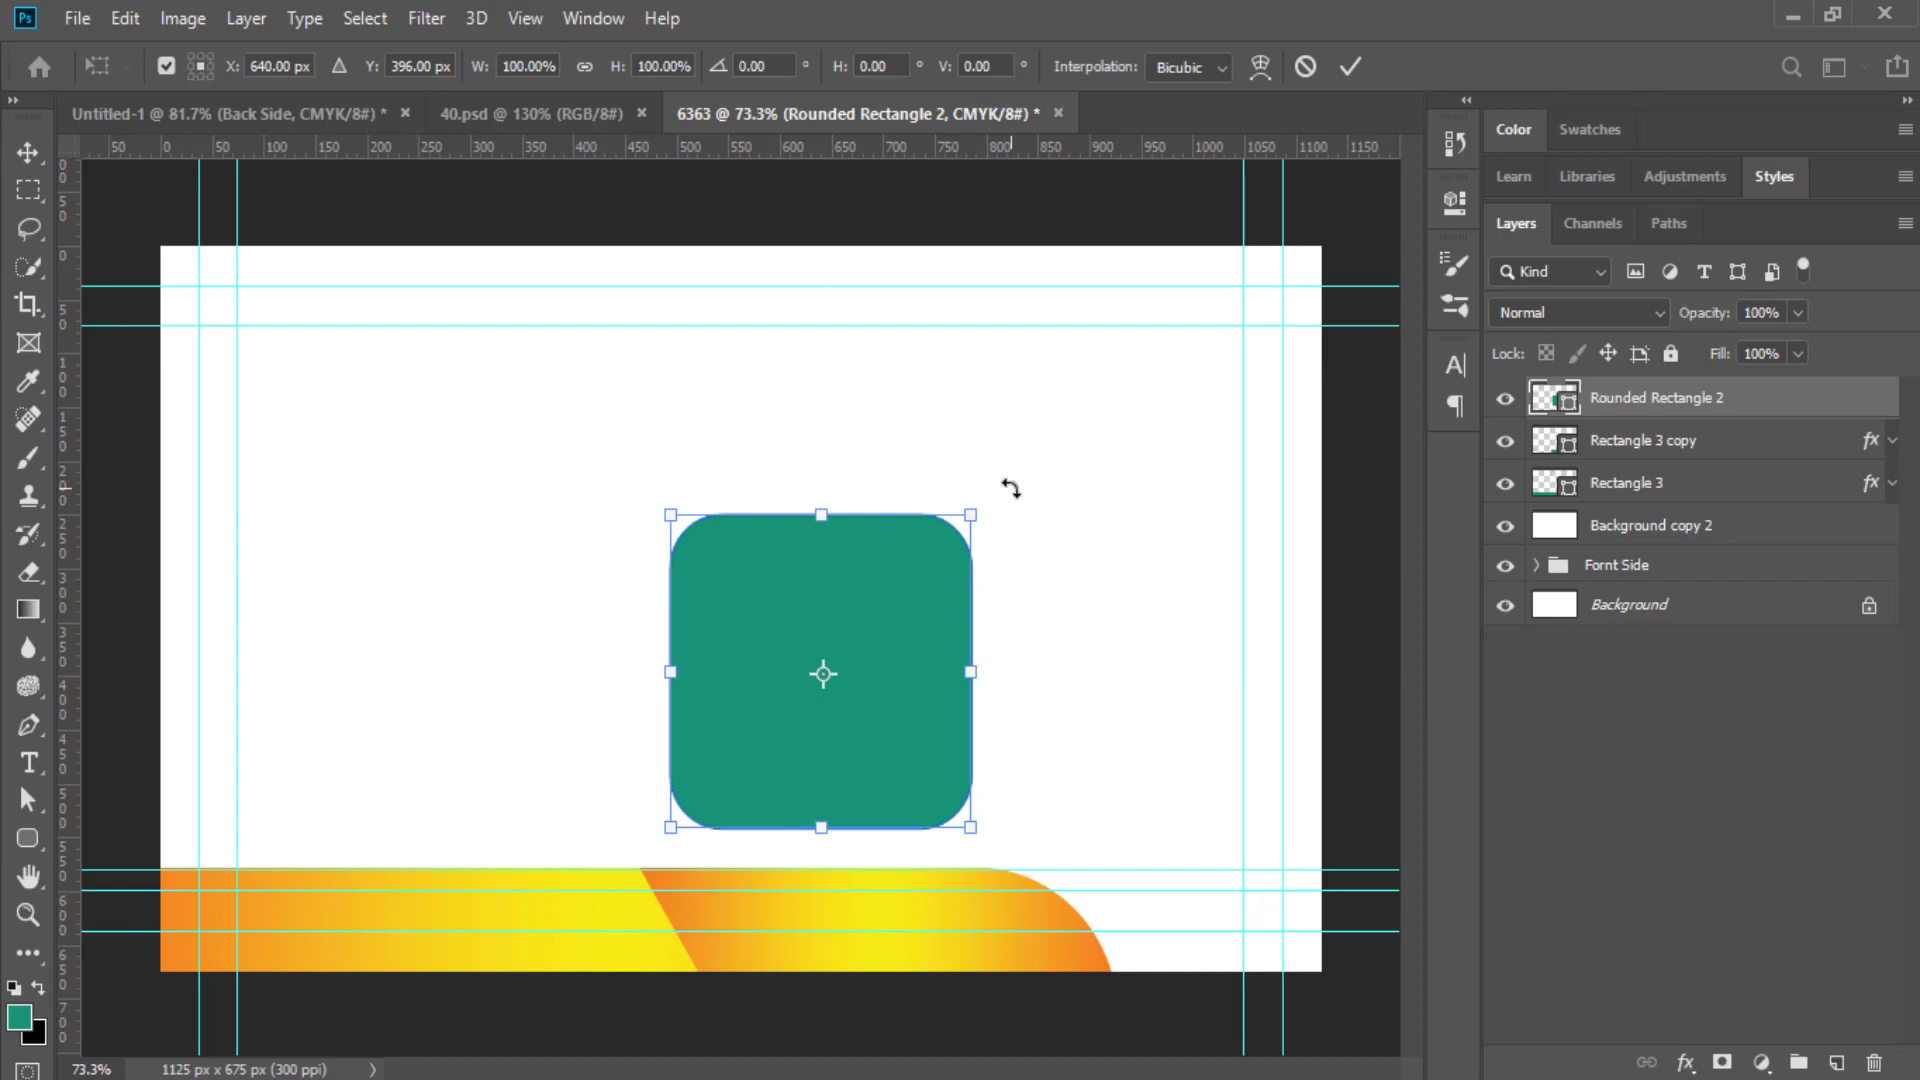 Ps File Edit Image Layer Type Select Filter 3D View Window Help
X: 640.00 px Y: 396.00 px W: 100.00% H: 100.00% 0.00 ° H: 0.00 ° V: 0.00 ° Interpolation: Bicubic
Untitled-1 @ 81.7% (Back Side, CMYK/8#) * × 40.psd @ 130% (RGB/8#) × 6363 @ 73.3% (Rounded Rectangle 2, CMYK/8#) * ×
50 0 50 100 150 200 250 300 350 400 450 500 550 600 650 700 750 800 850 900 950 1000 1050 1100 1150
Color Swatches
Learn Libraries Adjustments Styles
Layers Channels Paths
Kind
Normal Opacity: 100%
Lock: Fill: 100%
Rounded Rectangle 2
Rectangle 3 copy fx
Rectangle 3 fx
Background copy 2
Fornt Side
Background
73.3% 1125 px x 675 px (300 ppi)
fx